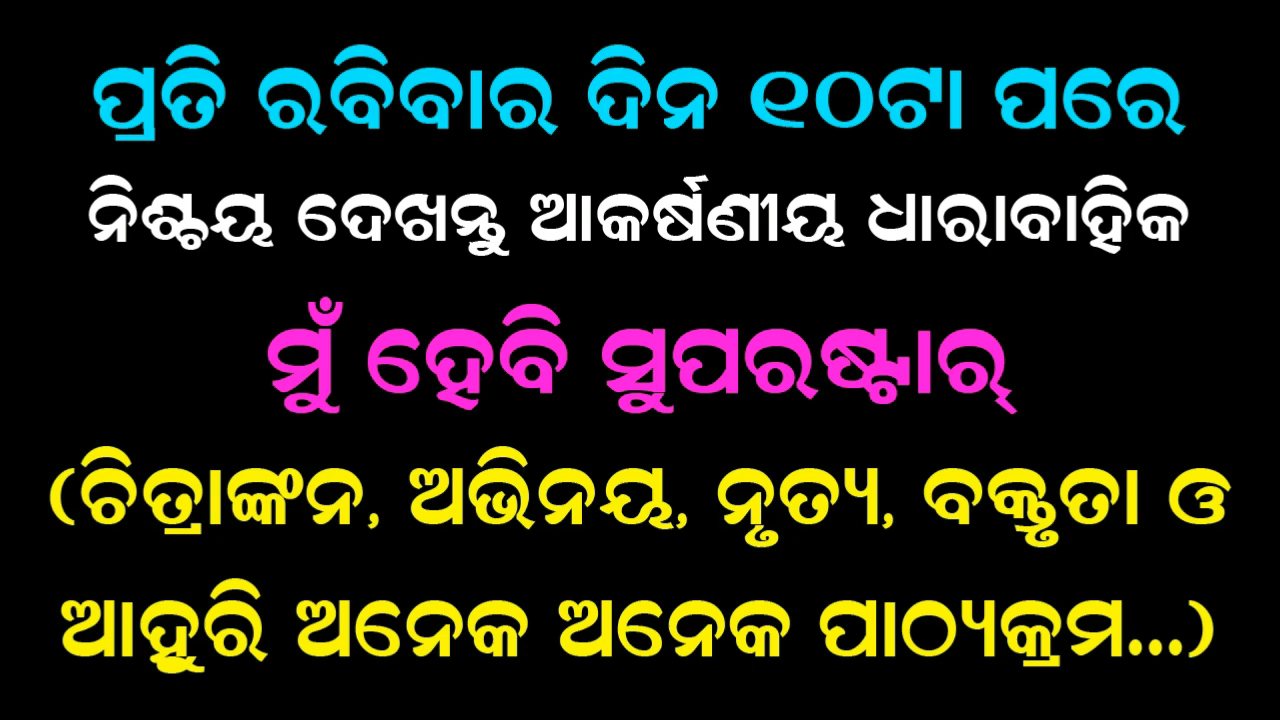 ପ୍ରତି ରବିବାର ଦିନ ୧୦ଟା ପରେ
ନିଶ୍ଚୟ ଦେଖନ୍ତୁ ଆକର୍ଷଣୀୟ ଧାରାବାହିକ
ମୁଁ ହେବି ସୁପରଷ୍ଟାର୍
(ଚିତ୍ରାଙ୍କନ, ଅଭିନୟ, ନୃତ୍ୟ, ବକ୍ତୃତା ଓ
ଆହୁରି ଅନେକ ଅନେକ ପାଠ୍ୟକ୍ରମ...)